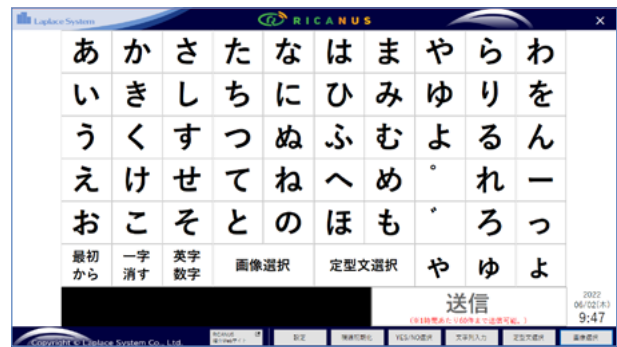 Laplace System
RICANUS
×
あ か さ た な は ま や ら わ
い き し ち に ひ み ゆ り を
う く す つ ぬ ふ む よ る ん
え け せ て ね へ め ゜ れ ー
お こ そ と の ほ も ゛ ろ っ
最初から 一字消す 英字数字 画像選択 定型文選択 ゃ ゅ ょ
送信
2022
06/02(木)
9:47
設定 YES/NO選択 文字列入力 定型文選択 画像選択
Copyright © Laplace System Co., Ltd.